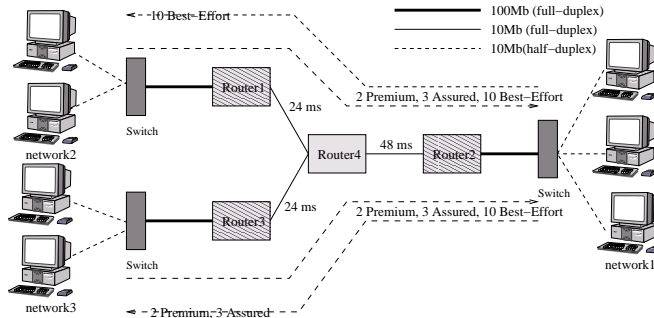 10 Best-Effort
100Mb (full-duplex)
10Mb (full-duplex)
10Mb(half-duplex)
Router1
2 Premium, 3 Assured, 10 Best-Effort
24 ms
Switch
network2
Router4
48 ms
Router2
Switch
Router3
24 ms
2 Premium, 3 Assured, 10 Best-Effort
Switch
network1
network3
2 Premium, 3 Assured